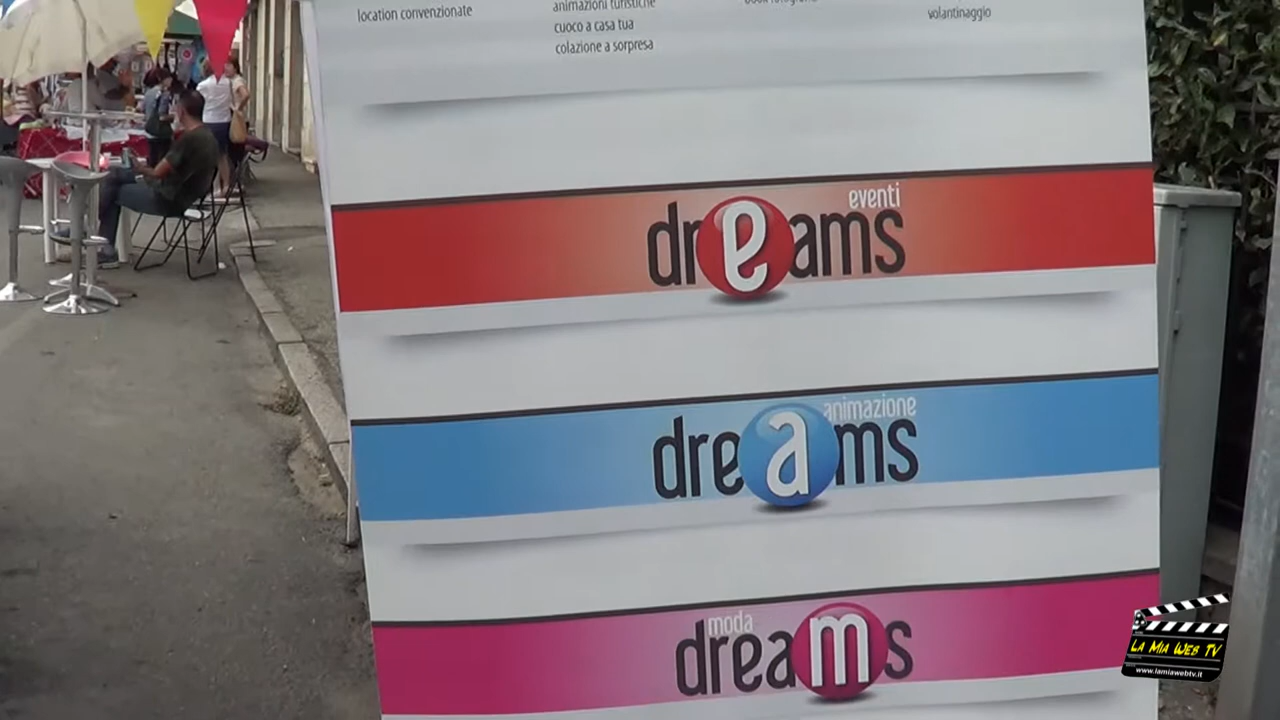 location convenzionate
animazioni turistiche
cuoco a casa tua
colazione a sorpresa
volantinaggio
eventi
dreams
animazione
dreams
moda
dreams
LA MIA WEB TV
www.lamiawebtv.it